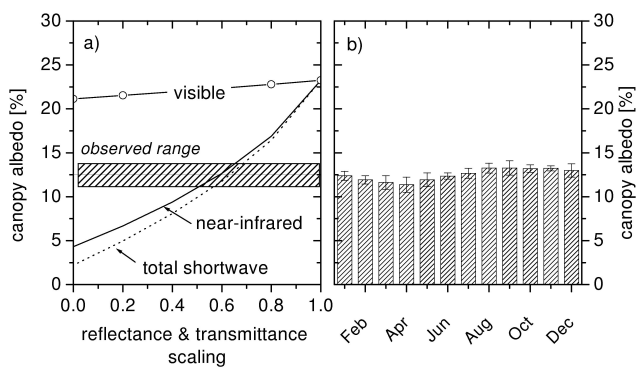 30
25
20
15
10
5
0
canopy albedo [%]
a)
visible
observed range
near-infrared
total shortwave
0.0
0.2
0.4
0.6
0.8
1.0
reflectance & transmittance
scaling
b)
Feb
Apr
Jun
Aug
Oct
Dec
30
25
20
15
10
5
0
canopy albedo [%]